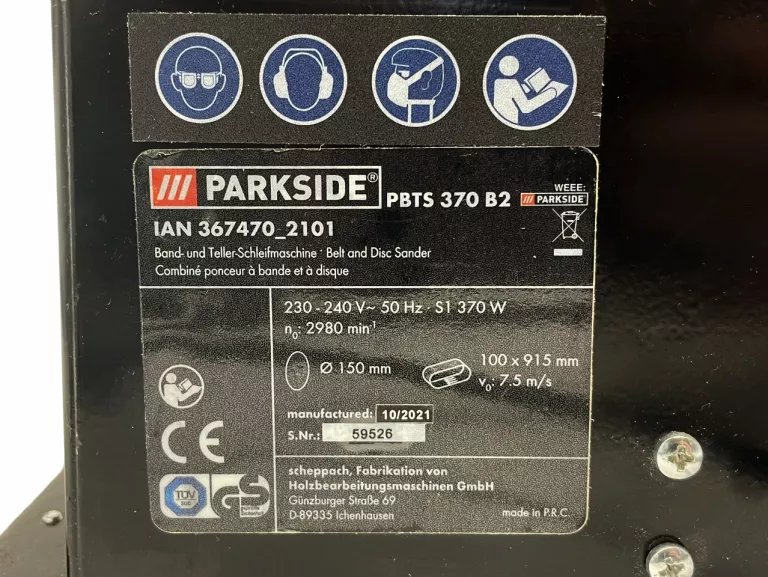 /// PARKSIDE®
PBTS 370 B2
WEEE:
/// PARKSIDE
IAN 367470_2101
Band- und Teller-Schleifmaschine · Belt and Disc Sander
Combiné ponceur à bande et à disque
230 - 240 V~ 50 Hz · S1 370 W
n₀: 2980 min⁻¹
Ø 150 mm
100 x 915 mm
v₀: 7.5 m/s
manufactured: 10/2021
S.Nr.: 59526
CE
TÜV
SÜD
GS
scheppach, Fabrikation von
Holzbearbeitungsmaschinen GmbH
Günzburger Straße 69
D-89335 Ichenhausen
made in P.R.C.